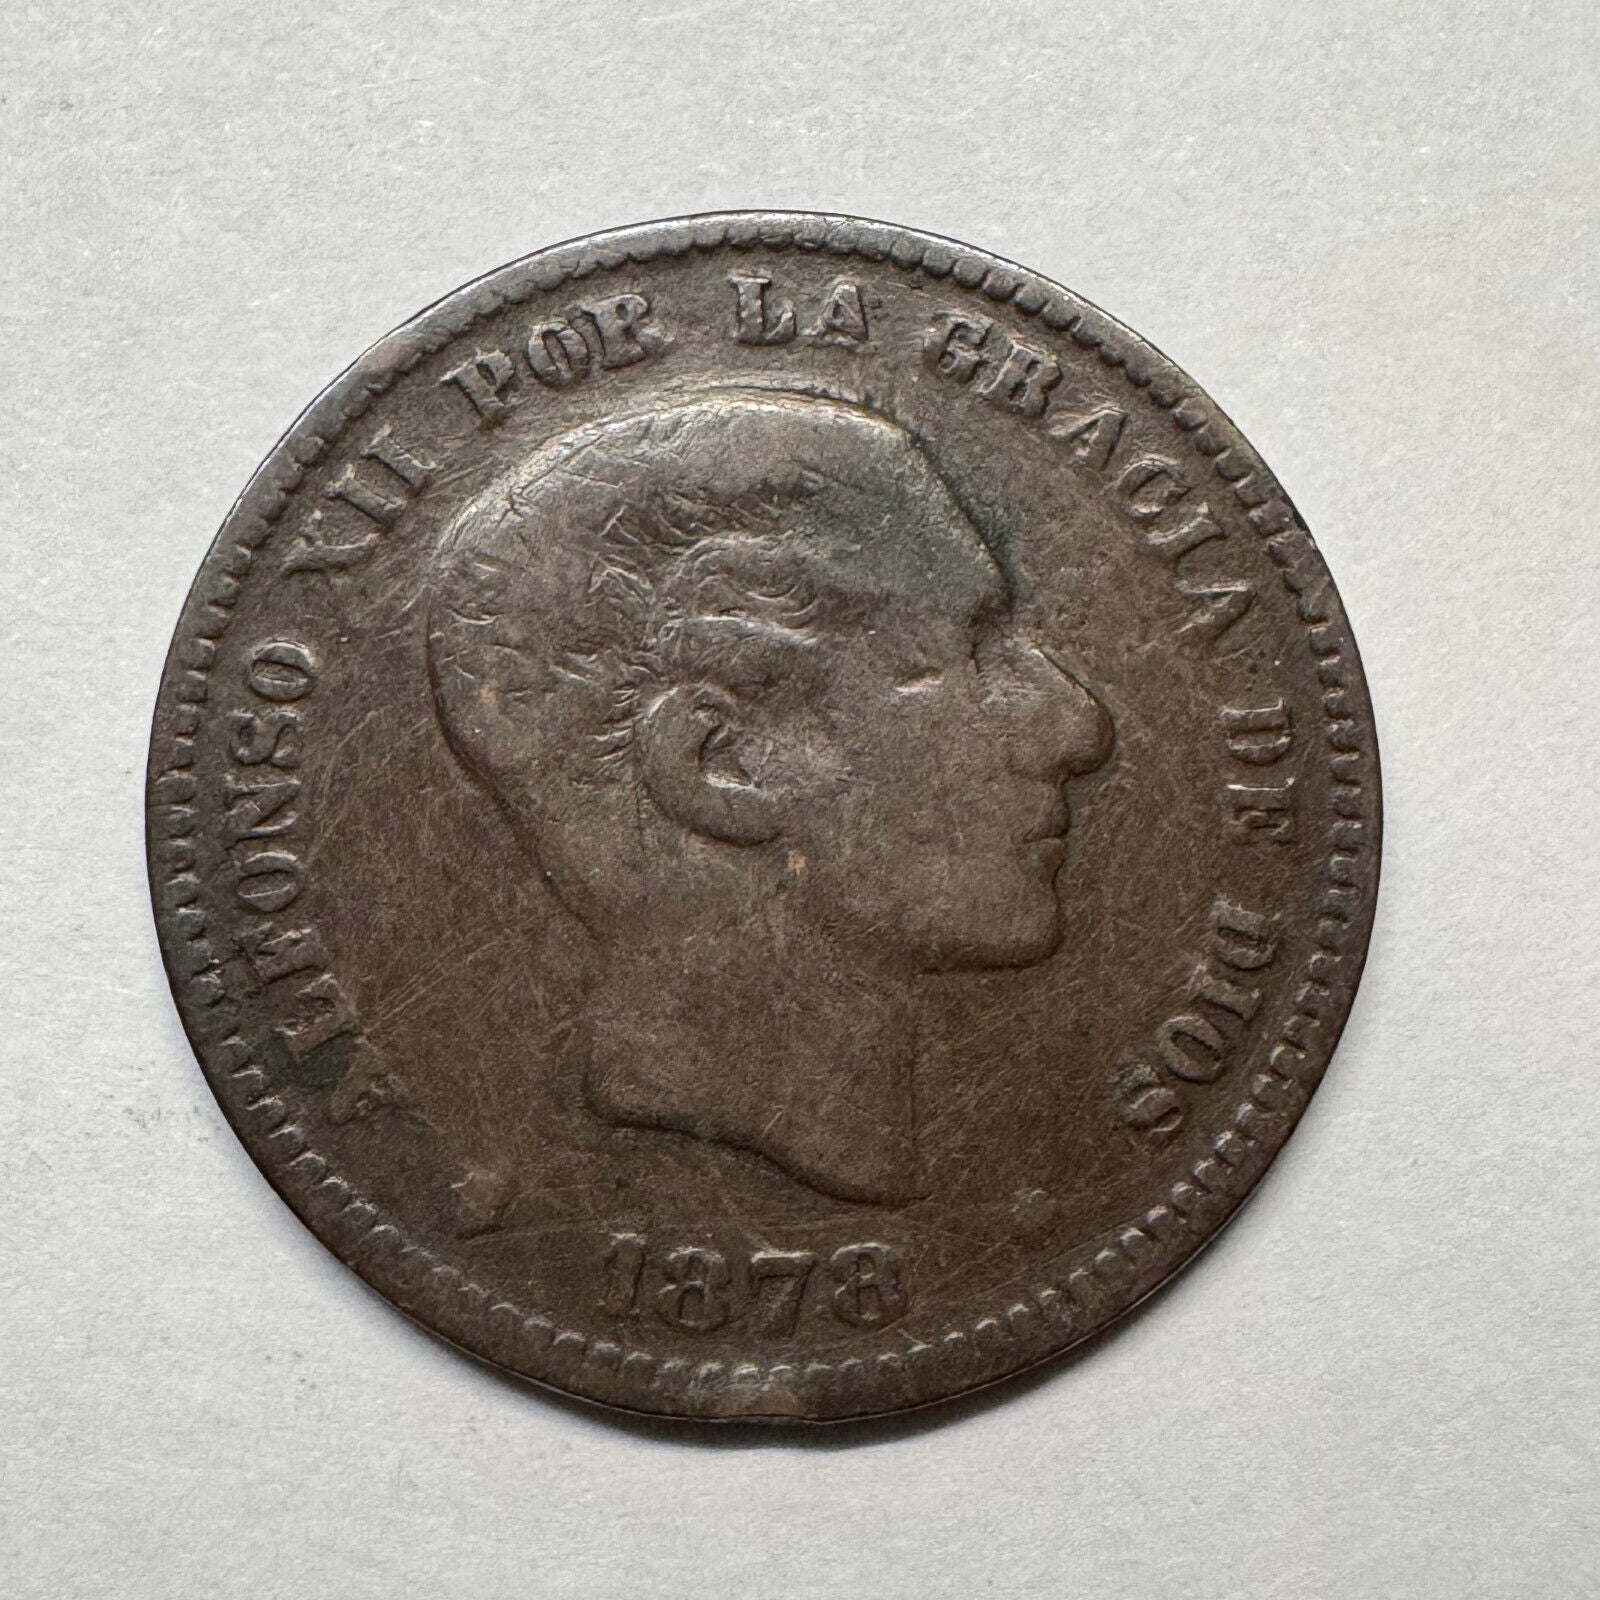 ALFONSO XII POR LA GRACIA DE DIOS
1878